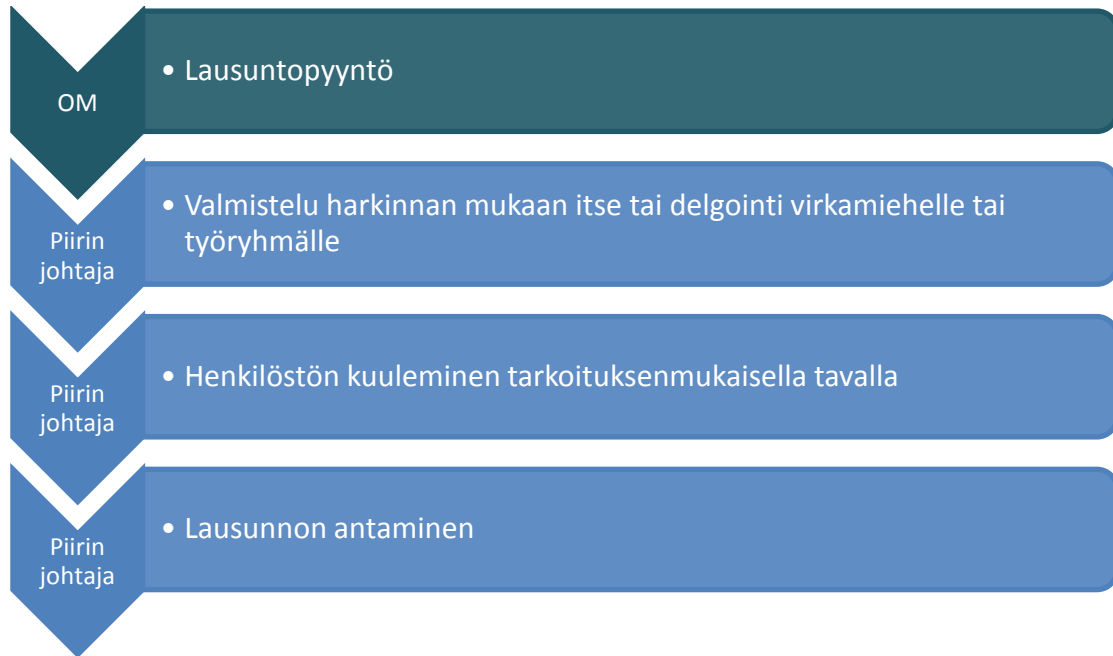 OM
• Lausuntopyyntö
Piirin
johtaja
• Valmistelu harkinnan mukaan itse tai delgointi virkamiehelle tai
työryhmälle
Piirin
johtaja
• Henkilöstön kuuleminen tarkoituksenmukaisella tavalla
Piirin
johtaja
• Lausunnon antaminen